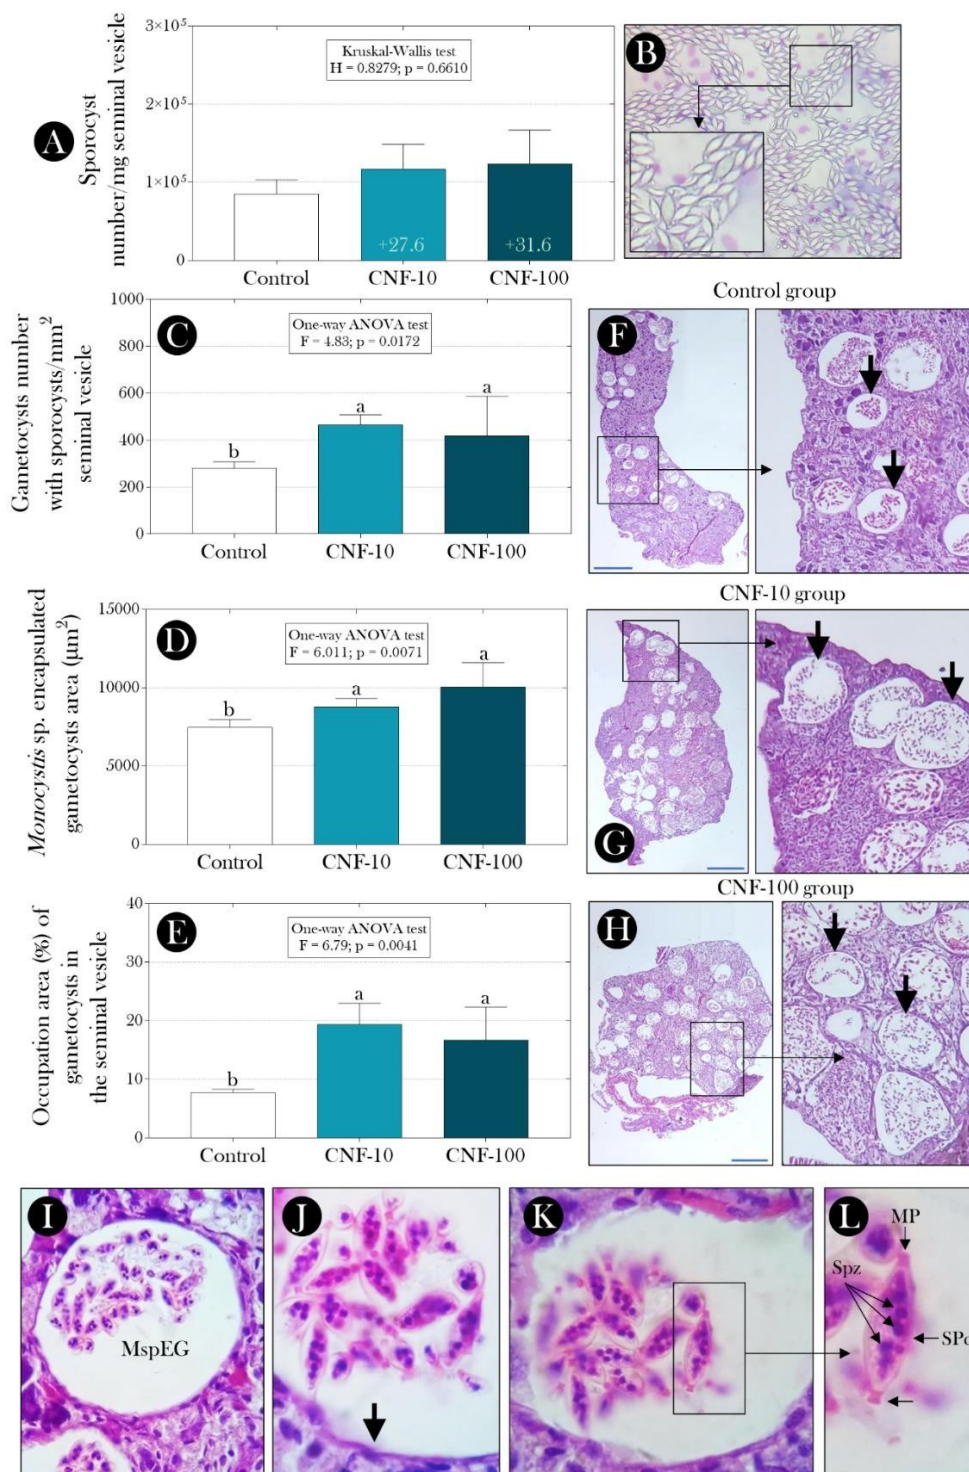 A
Sporocyst
number/mg seminal vesicle
3×10⁵
2×10⁵
1×10⁵
0
Kruskal-Wallis test
H = 0.8279; p = 0.6610
+27.6
+31.6
Control
CNF-10
CNF-100
B
C
Gametocysts number
with sporocysts/mm²
seminal vesicle
1000
800
600
400
200
0
One-way ANOVA test
F = 4.83; p = 0.0172
b
a
a
Control
CNF-10
CNF-100
D
Monocystis sp. encapsulated
gametocysts area (μm²)
15000
10000
5000
0
One-way ANOVA test
F = 6.011; p = 0.0071
b
a
a
Control
CNF-10
CNF-100
E
Occupation area (%) of
gametocysts in
the seminal vesicle
40
30
20
10
0
One-way ANOVA test
F = 6.79; p = 0.0041
b
a
a
Control
CNF-10
CNF-100
Control group
F
CNF-10 group
G
CNF-100 group
H
I
MspEG
J
K
L
MP
Spz